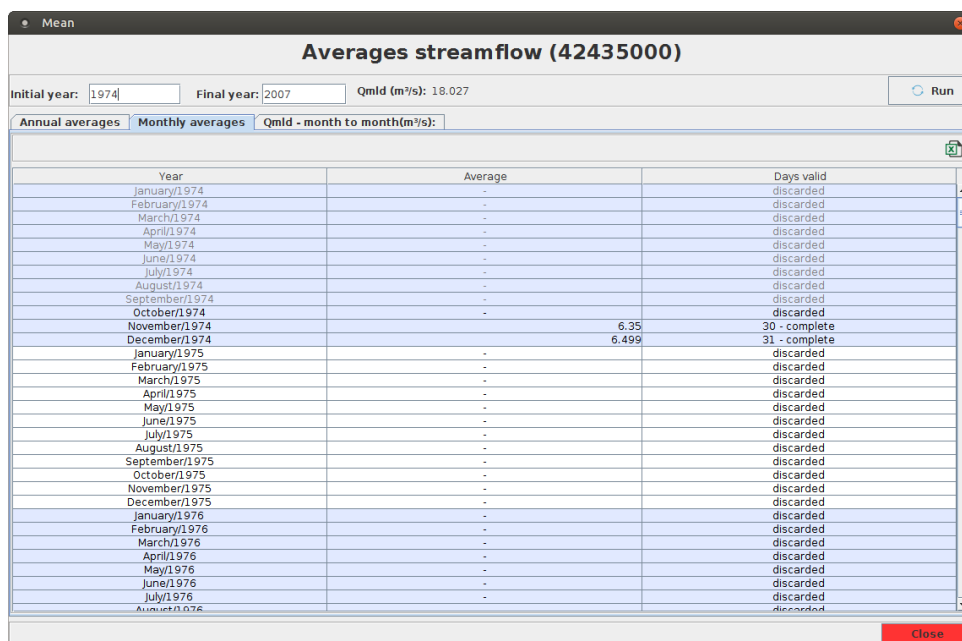 Mean
Averages streamflow (42435000)
Initial year: 1974 Final year: 2007 Qmld (m³/s): 18.027 Run
Annual averages Monthly averages Qmld - month to month(m³/s):
Year Average Days valid
January/1974 - discarded
February/1974 - discarded
March/1974 - discarded
April/1974 - discarded
May/1974 - discarded
June/1974 - discarded
July/1974 - discarded
August/1974 - discarded
September/1974 - discarded
October/1974 - discarded
November/1974 6.35 30 - complete
December/1974 6.499 31 - complete
January/1975 - discarded
February/1975 - discarded
March/1975 - discarded
April/1975 - discarded
May/1975 - discarded
June/1975 - discarded
July/1975 - discarded
August/1975 - discarded
September/1975 - discarded
October/1975 - discarded
November/1975 - discarded
December/1975 - discarded
January/1976 - discarded
February/1976 - discarded
March/1976 - discarded
April/1976 - discarded
May/1976 - discarded
June/1976 - discarded
July/1976 - discarded
August/1976 - discarded
Close